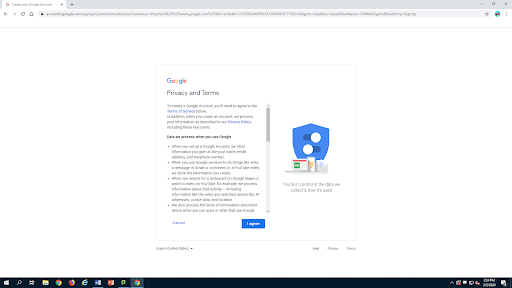 Create your Google Account
Google
Privacy and Terms
To create a Google Account, you'll need to agree to the
Terms of Service below.
In addition, when you create an account, we process
your information as described in our Privacy Policy,
including these key points:
Data we process when you use Google
• When you set up a Google Account, we store
information you give us like your name, email
address, and telephone number.
• When you use Google services to do things like write
a message in Gmail or comment on a YouTube video,
we store the information you create.
• When you search for a restaurant on Google Maps or
watch a video on YouTube, for example, we process
information about that activity – including
information like the video you watched, device IDs, IP
addresses, cookie data, and location.
• We also process the kinds of information described
above when you use apps or sites that use Google
Cancel
I agree
You're in control of the data we
collect & how it's used
English (United States)
Help
Privacy
Terms
2:04 PM
2/5/2020